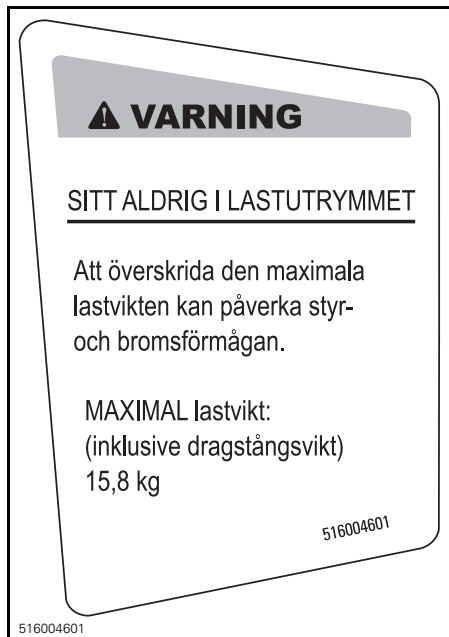 VARNING
SITT ALDRIG I LASTUTRYMMET
Att överskrida den maximala
lastvikten kan påverka styr-
och bromsförmågan.
MAXIMAL lastvikt:
(inklusive dragstångsvikt)
15,8 kg
516004601
516004601